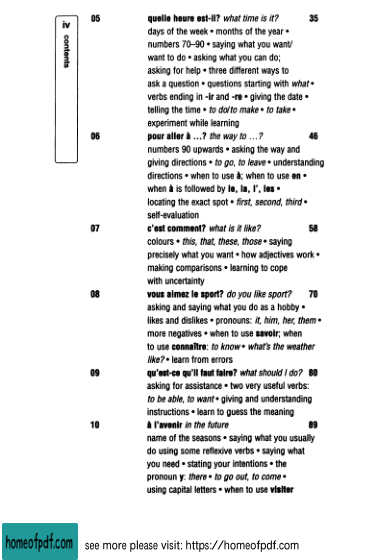 iv contents
05 quelle heure est-il? what time is it? 35
days of the week • months of the year •
numbers 70–90 • saying what you want/
want to do • asking what you can do;
asking for help • three different ways to
ask a question • questions starting with what •
verbs ending in -ir and -re • giving the date •
telling the time • to do/to make • to take •
experiment while learning
06 pour aller à ...? the way to ...? 46
numbers 90 upwards • asking the way and
giving directions • to go, to leave • understanding
directions • when to use à; when to use en •
when à is followed by le, la, l', les •
locating the exact spot • first, second, third •
self-evaluation
07 c'est comment? what is it like? 58
colours • this, that, these, those • saying
precisely what you want • how adjectives work •
making comparisons • learning to cope
with uncertainty
08 vous aimez le sport? do you like sport? 70
asking and saying what you do as a hobby •
likes and dislikes • pronouns: it, him, her, them •
more negatives • when to use savoir; when
to use connaître: to know • what's the weather
like? • learn from errors
09 qu'est-ce qu'il faut faire? what should I do? 80
asking for assistance • two very useful verbs:
to be able, to want • giving and understanding
instructions • learn to guess the meaning
10 à l'avenir in the future 89
name of the seasons • saying what you usually
do using some reflexive verbs • saying what
you need • stating your intentions • the
pronoun y: there • to go out, to come •
using capital letters • when to use visiter
homeofpdf.com
see more please visit: https://homeofpdf.com